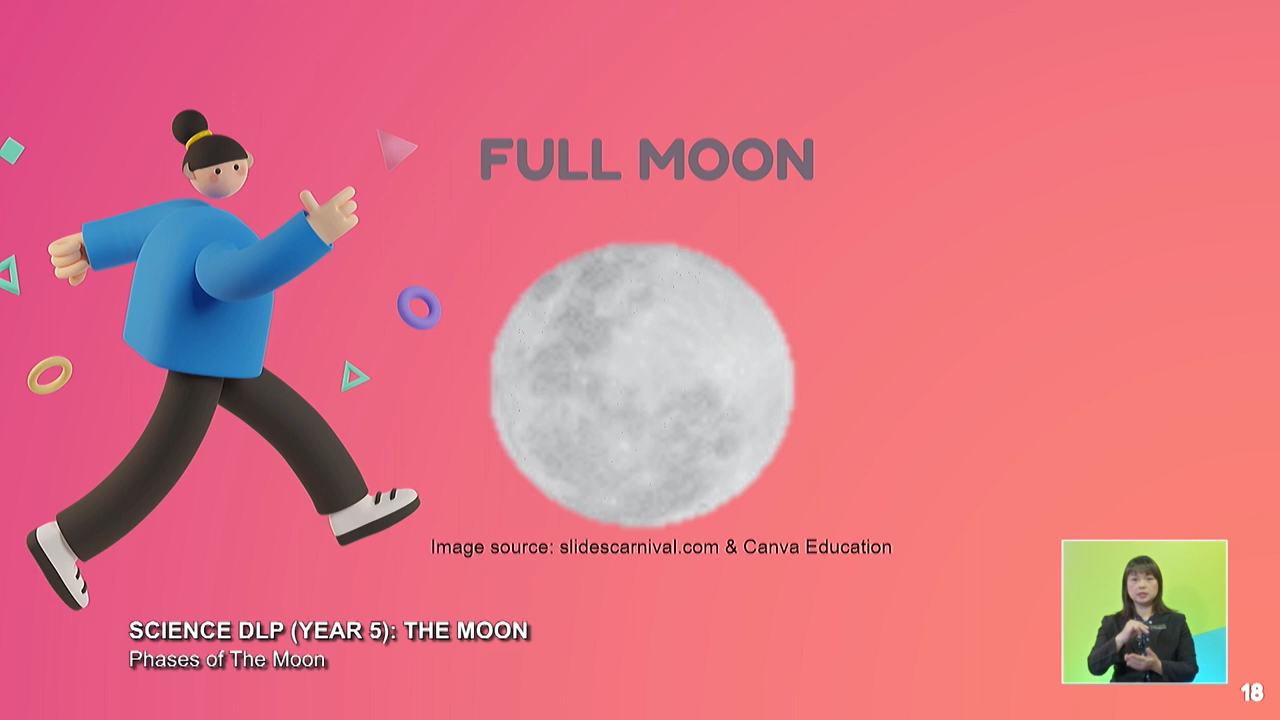 FULL MOON
Image source: slidescarnival.com & Canva Education
SCIENCE DLP (YEAR 5): THE MOON
Phases of The Moon
18